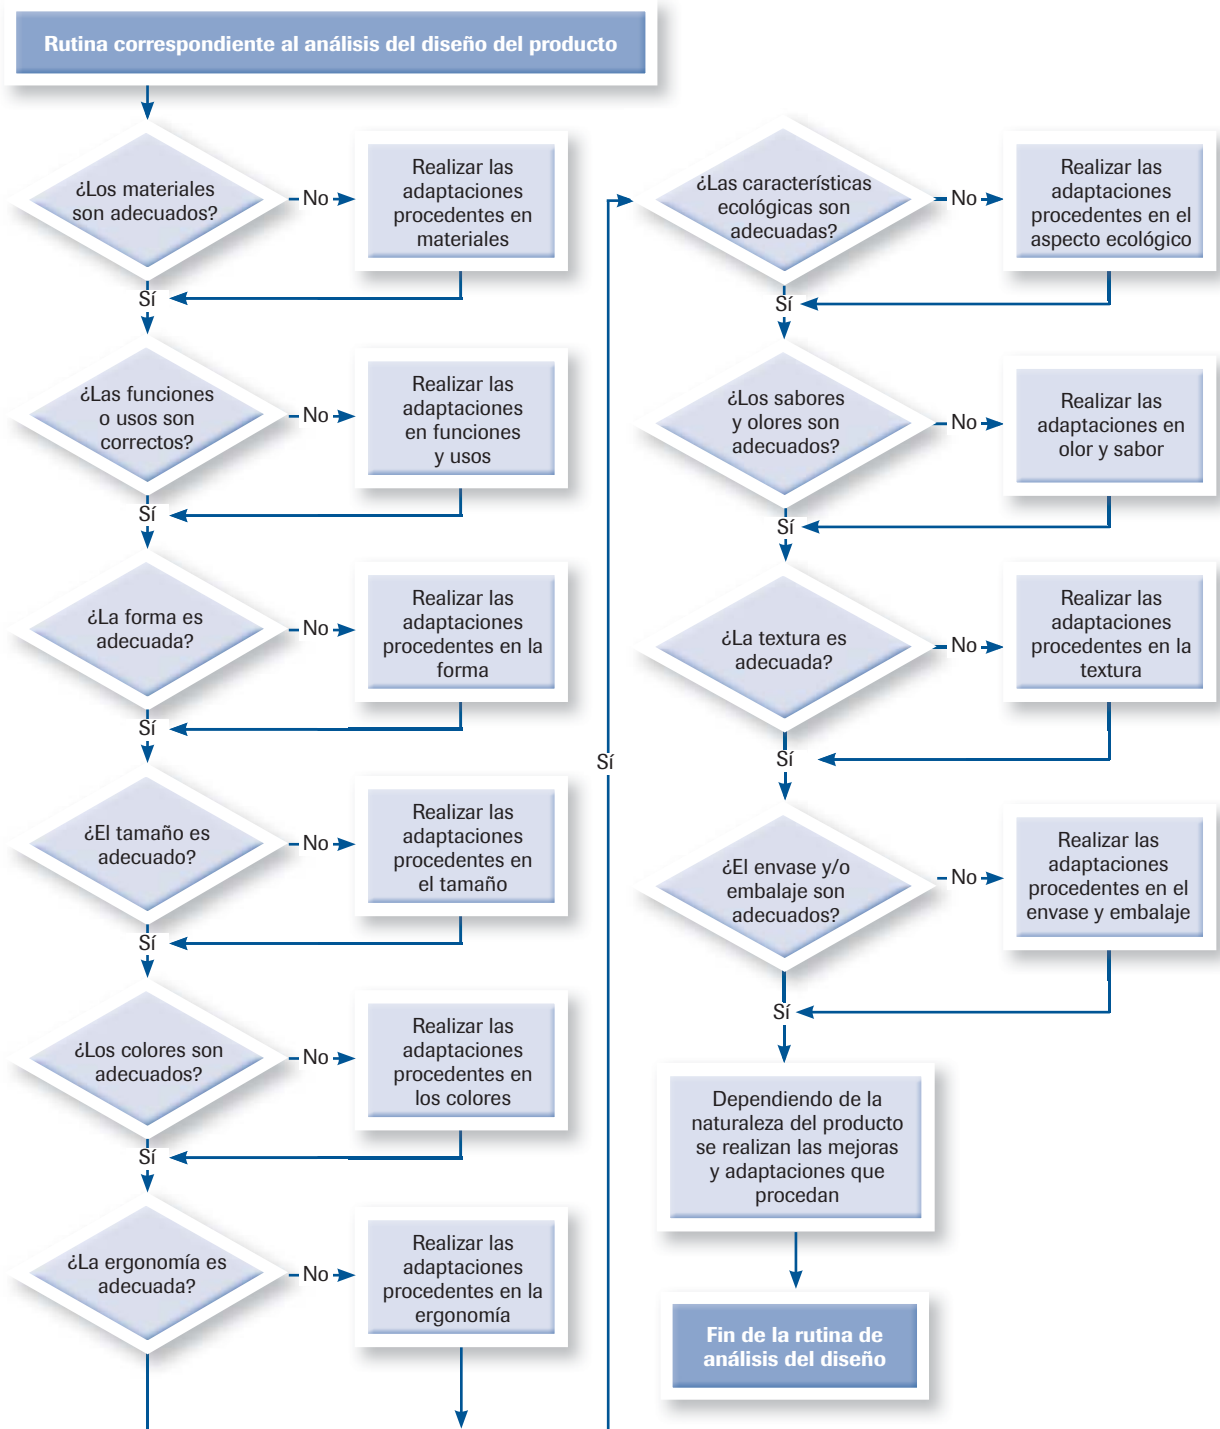 Rutina correspondiente al análisis del diseño del producto
¿Los materiales
son adecuados?
No
Realizar las
adaptaciones
procedentes en
materiales
Sí
¿Las funciones
o usos son
correctos?
No
Realizar las
adaptaciones
en funciones
y usos
Sí
¿La forma es
adecuada?
No
Realizar las
adaptaciones
procedentes en la
forma
Sí
¿El tamaño es
adecuado?
No
Realizar las
adaptaciones
procedentes en
el tamaño
Sí
¿Los colores son
adecuados?
No
Realizar las
adaptaciones
procedentes en
los colores
Sí
¿La ergonomía es
adecuada?
No
Realizar las
adaptaciones
procedentes en la
ergonomía
Sí
¿Las características
ecológicas son
adecuadas?
No
Realizar las
adaptaciones
procedentes en el
aspecto ecológico
Sí
¿Los sabores
y olores son
adecuados?
No
Realizar las
adaptaciones en
olor y sabor
Sí
¿La textura es
adecuada?
No
Realizar las
adaptaciones
procedentes en la
textura
Sí
¿El envase y/o
embalaje son
adecuados?
No
Realizar las
adaptaciones
procedentes en el
envase y embalaje
Sí
Dependiendo de la
naturaleza del producto
se realizan las mejoras
y adaptaciones que
procedan
Fin de la rutina de
análisis del diseño